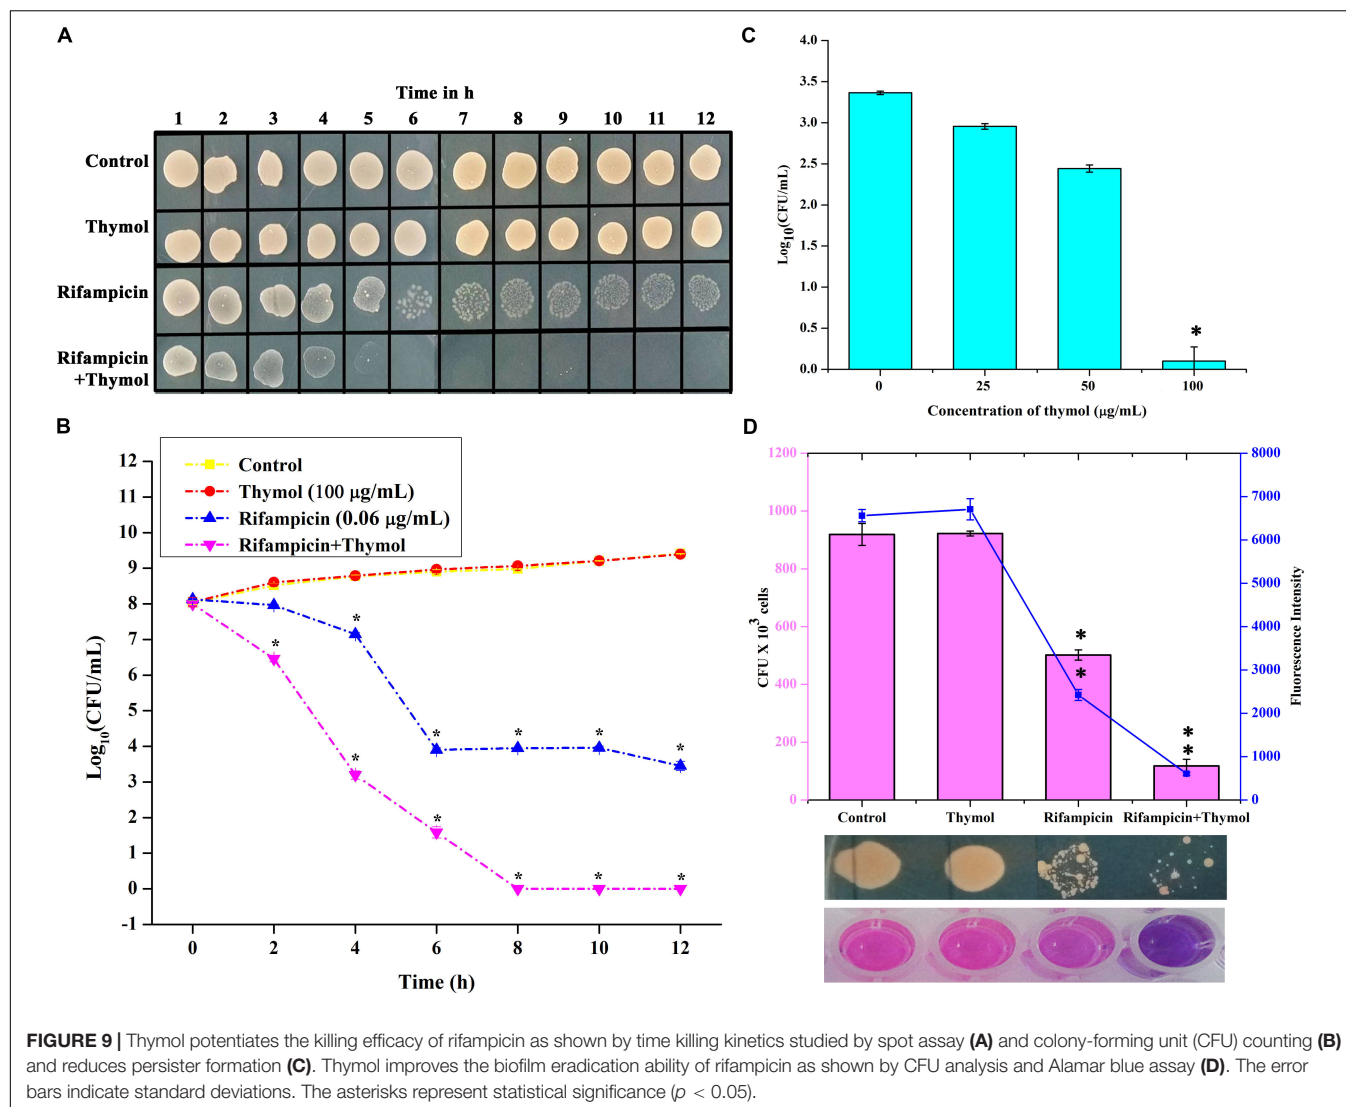 A
Time in h
1 2 3 4 5 6 7 8 9 10 11 12
Control
Thymol
Rifampicin
Rifampicin
+Thymol
C
Log10(CFU/mL)
4.0
3.5
3.0
2.5
2.0
1.5
1.0
0.5
0.0
*
0 25 50 100
Concentration of thymol (µg/mL)
B
Control
Thymol (100 µg/mL)
Rifampicin (0.06 µg/mL)
Rifampicin+Thymol
Log10(CFU/mL)
12
11
10
9
8
7
6
5
4
3
2
1
0
-1
* * * * * *
* * * * *
0 2 4 6 8 10 12
Time (h)
D
CFU X 10³ cells
1200
1000
800
600
400
200
0
Fluorescence Intensity
8000
7000
6000
5000
4000
3000
2000
1000
0
*
*
*
*
Control Thymol Rifampicin Rifampicin+Thymol
FIGURE 9 | Thymol potentiates the killing efficacy of rifampicin as shown by time killing kinetics studied by spot assay (A) and colony-forming unit (CFU) counting (B)
and reduces persister formation (C). Thymol improves the biofilm eradication ability of rifampicin as shown by CFU analysis and Alamar blue assay (D). The error
bars indicate standard deviations. The asterisks represent statistical significance (p < 0.05).